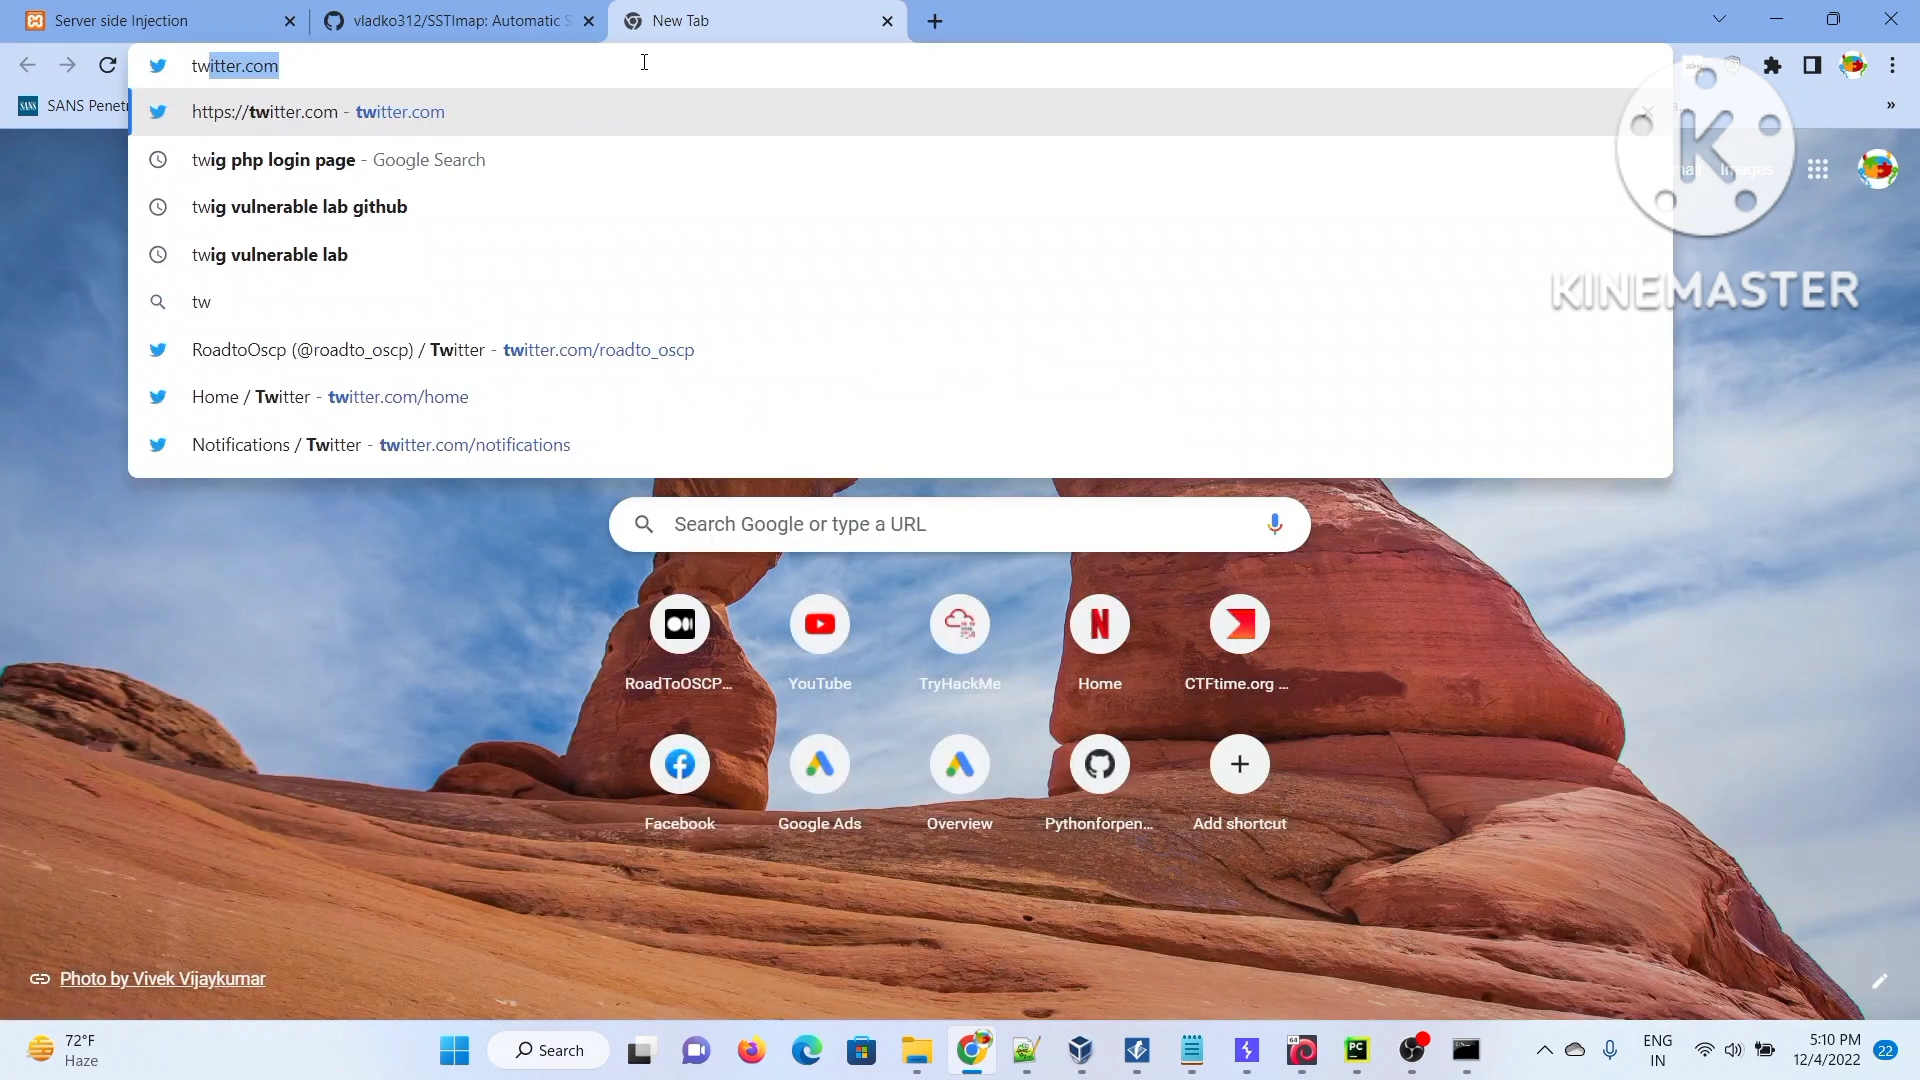 Server side Injection
vladko312/SSTImap: Automatic S
New Tab
twitter.com
SANS Penetr
https://twitter.com - twitter.com
twig php login page - Google Search
twig vulnerable lab github
twig vulnerable lab
tw
RoadtoOscp (@roadto_oscp) / Twitter - twitter.com/roadto_oscp
Home / Twitter - twitter.com/home
Notifications / Twitter - twitter.com/notifications
Images
KINEMASTER
Search Google or type a URL
RoadToOSCP...
YouTube
TryHackMe
Home
CTFtime.org ...
Facebook
Google Ads
Overview
Pythonforpen...
Add shortcut
Photo by Vivek Vijaykumar
72°F
Haze
Search
ENG
IN
5:10 PM
12/4/2022
22